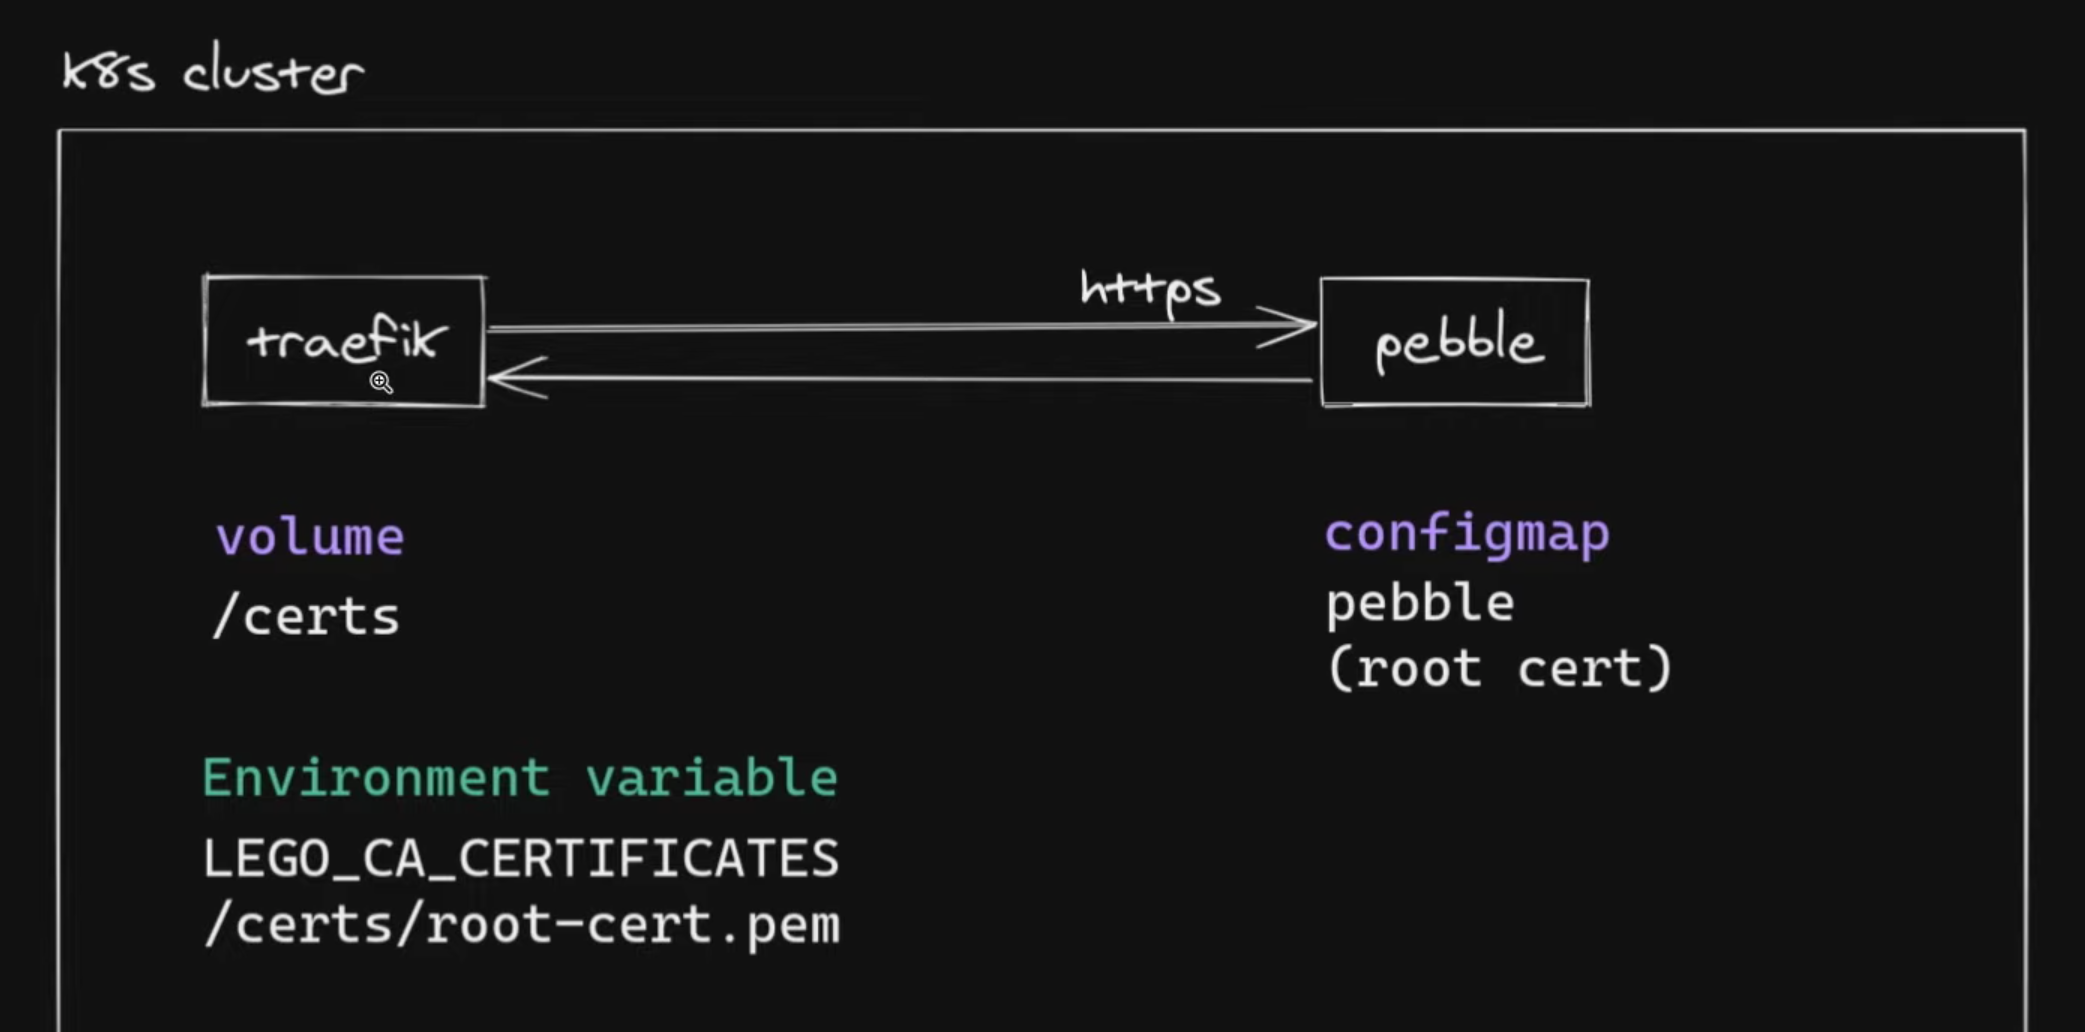 k8s cluster
https
traefik
pebble
volume
/certs
configmap
pebble
(root cert)
Environment variable
LEGO_CA_CERTIFICATES
/certs/root-cert.pem